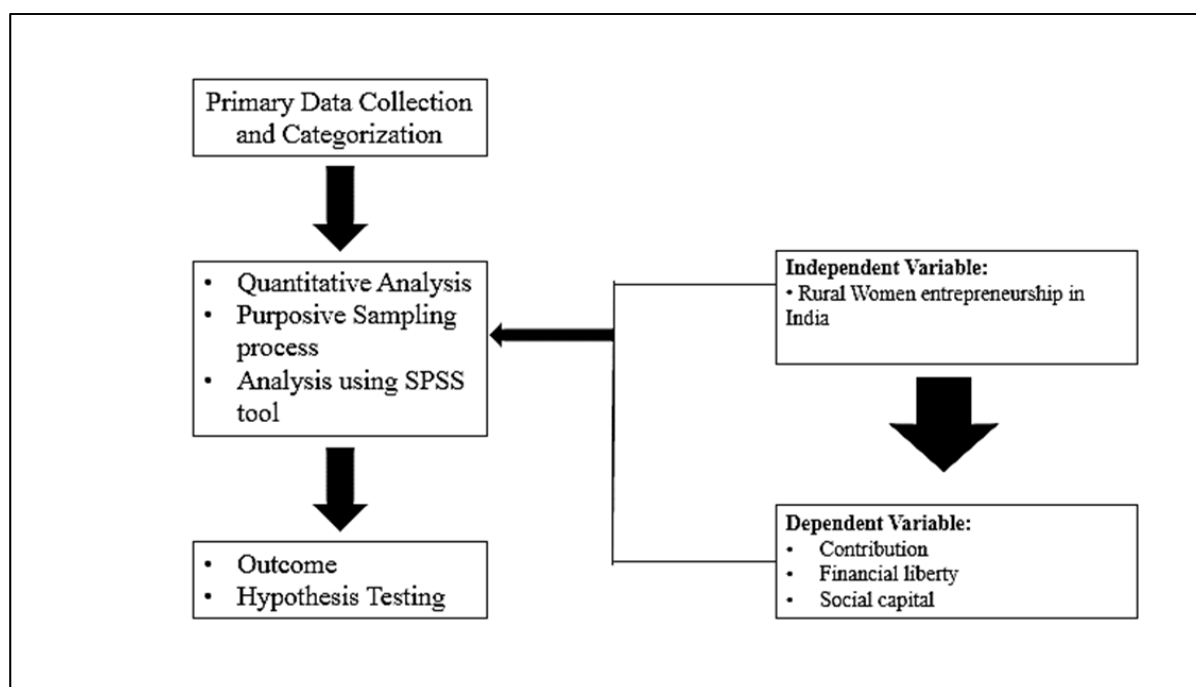 Primary Data Collection
and Categorization
• Quantitative Analysis
• Purposive Sampling
process
• Analysis using SPSS
tool
• Outcome
• Hypothesis Testing
Independent Variable:
• Rural Women entrepreneurship in
India
Dependent Variable:
• Contribution
• Financial liberty
• Social capital